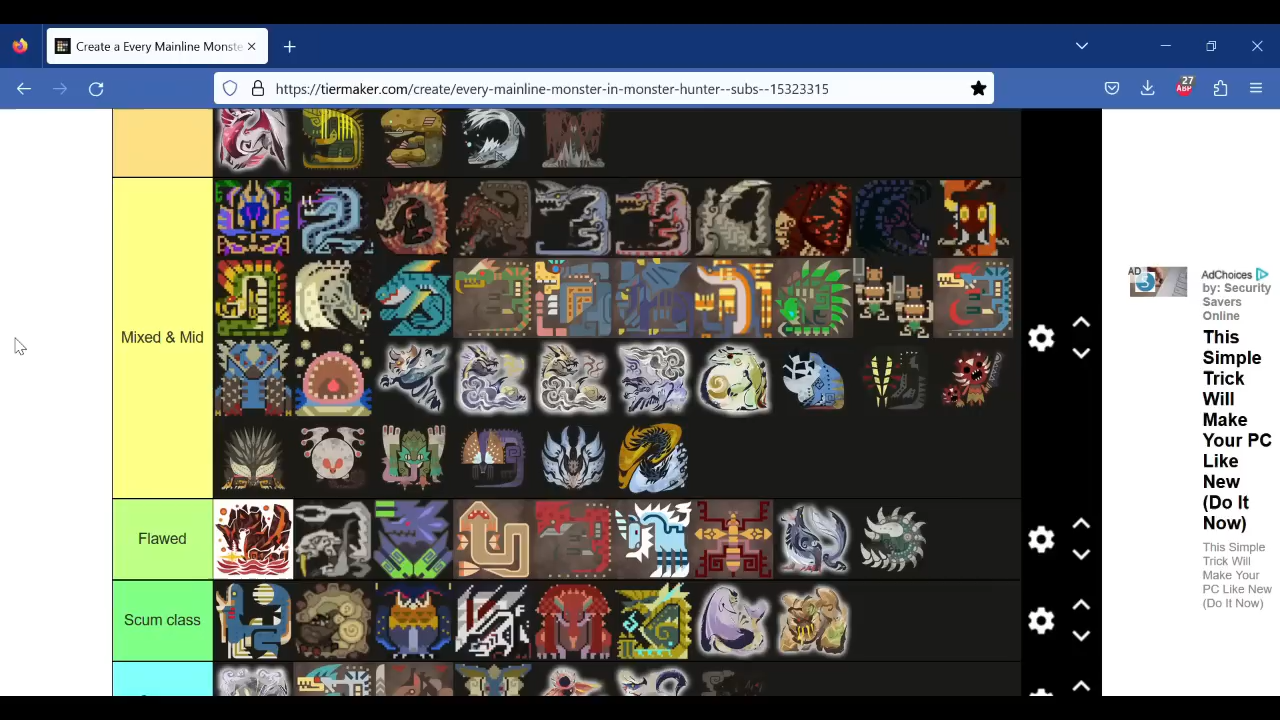 Create a Every Mainline Monste
https://tiermaker.com/create/every-mainline-monster-in-monster-hunter--subs--15323315
27
ABP
Mixed & Mid
Flawed
Scum class
AD
AdChoices
by: Security
Savers
Online
This
Simple
Trick
Will
Make
Your PC
Like
New
(Do It
Now)
This Simple
Trick Will
Make Your
PC Like New
(Do It Now)